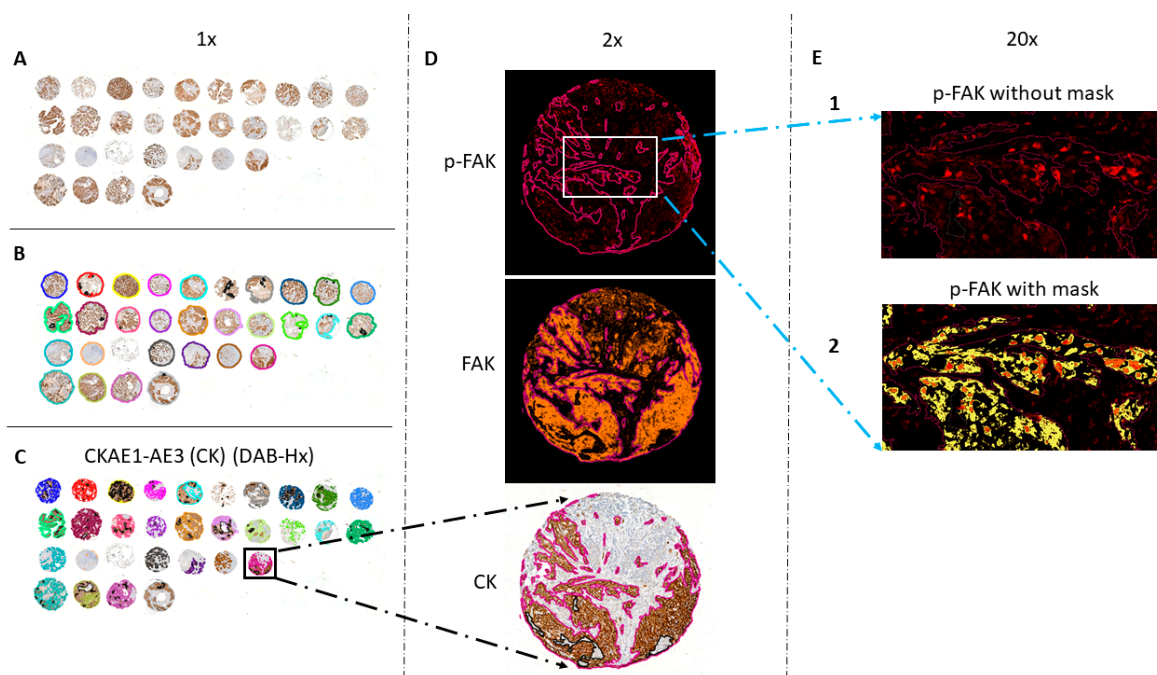 1x
2x
20x
A
D
E
p-FAK
1
p-FAK without mask
B
FAK
2
p-FAK with mask
C
CKAE1-AE3 (CK) (DAB-Hx)
CK